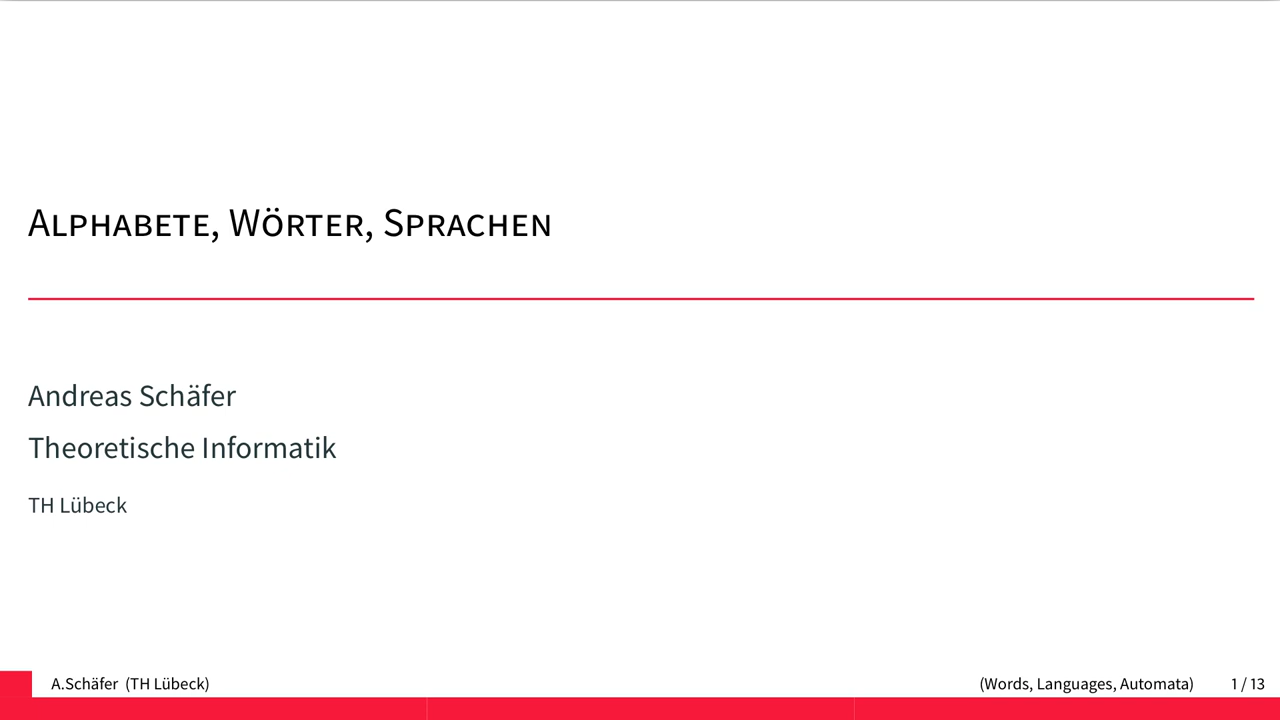 Alphabete, Wörter, Sprachen
Andreas Schäfer
Theoretische Informatik
TH Lübeck
A.Schäfer (TH Lübeck) (Words, Languages, Automata) 1 / 13